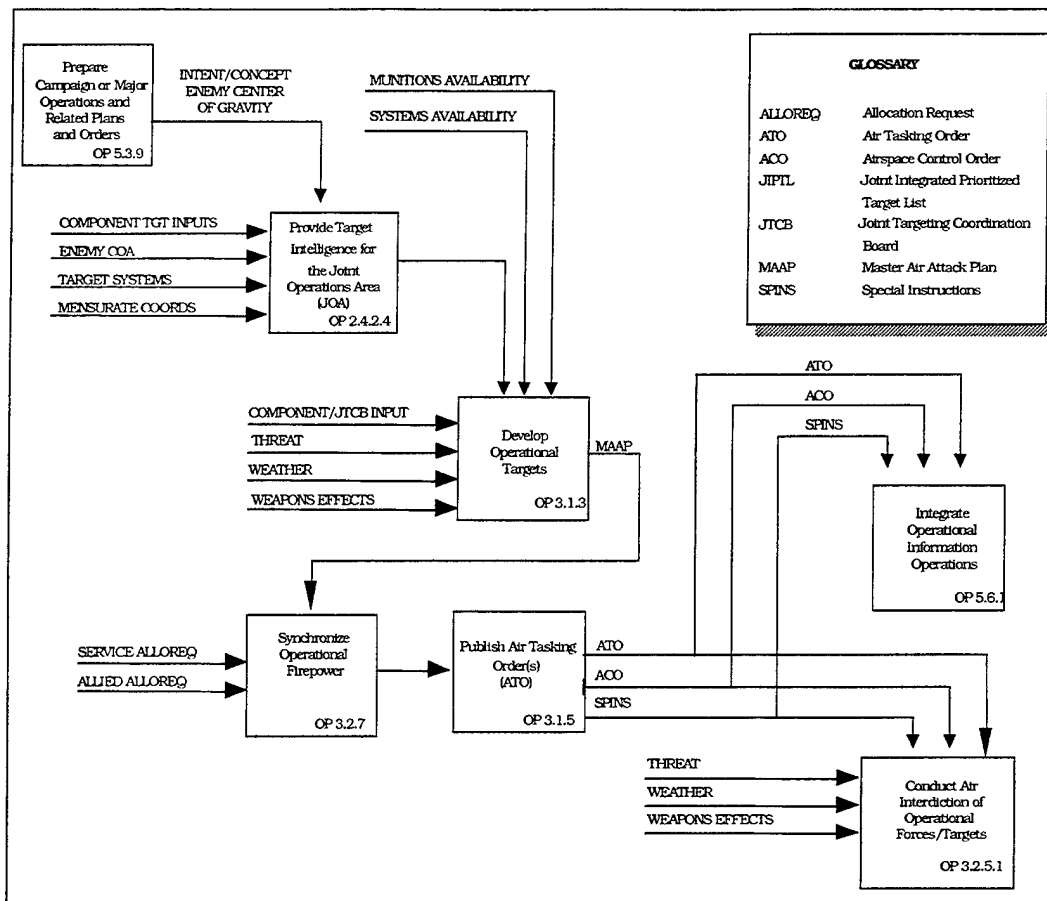 Prepare
Campaign or Major
Operations and
Related Plans
and Orders
OP 5.3.9
INTENT/CONCEPT
ENEMY CENTER
OF GRAVITY
MUNITIONS AVAILABILITY
SYSTEMS AVAILABILITY
GLOSSARY
ALLOREQ Allocation Request
ATO Air Tasking Order
ACO Airspace Control Order
JIPTL Joint Integrated Prioritized
Target List
JTCB Joint Targeting Coordination
Board
MAAP Master Air Attack Plan
SPINS Special Instructions
COMPONENT TGT INPUTS
ENEMY COA
TARGET SYSTEMS
MENSURATE COORDS
Provide Target
Intelligence for
the Joint
Operations Area
(JOA)
OP 2.4.2.4
COMPONENT/JTCB INPUT
THREAT
WEATHER
WEAPONS EFFECTS
Develop
Operational
Targets
OP 3.1.3
MAAP
ATO
ACO
SPINS
Integrate
Operational
Information
Operations
OP 5.6.1
SERVICE ALLOREQ
ALLIED ALLOREQ
Synchronize
Operational
Firepower
OP 3.2.7
Publish Air Tasking
Order(s)
(ATO)
OP 3.1.5
ATO
ACO
SPINS
THREAT
WEATHER
WEAPONS EFFECTS
Conduct Air
Interdiction of
Operational
Forces/Targets
OP 3.2.5.1